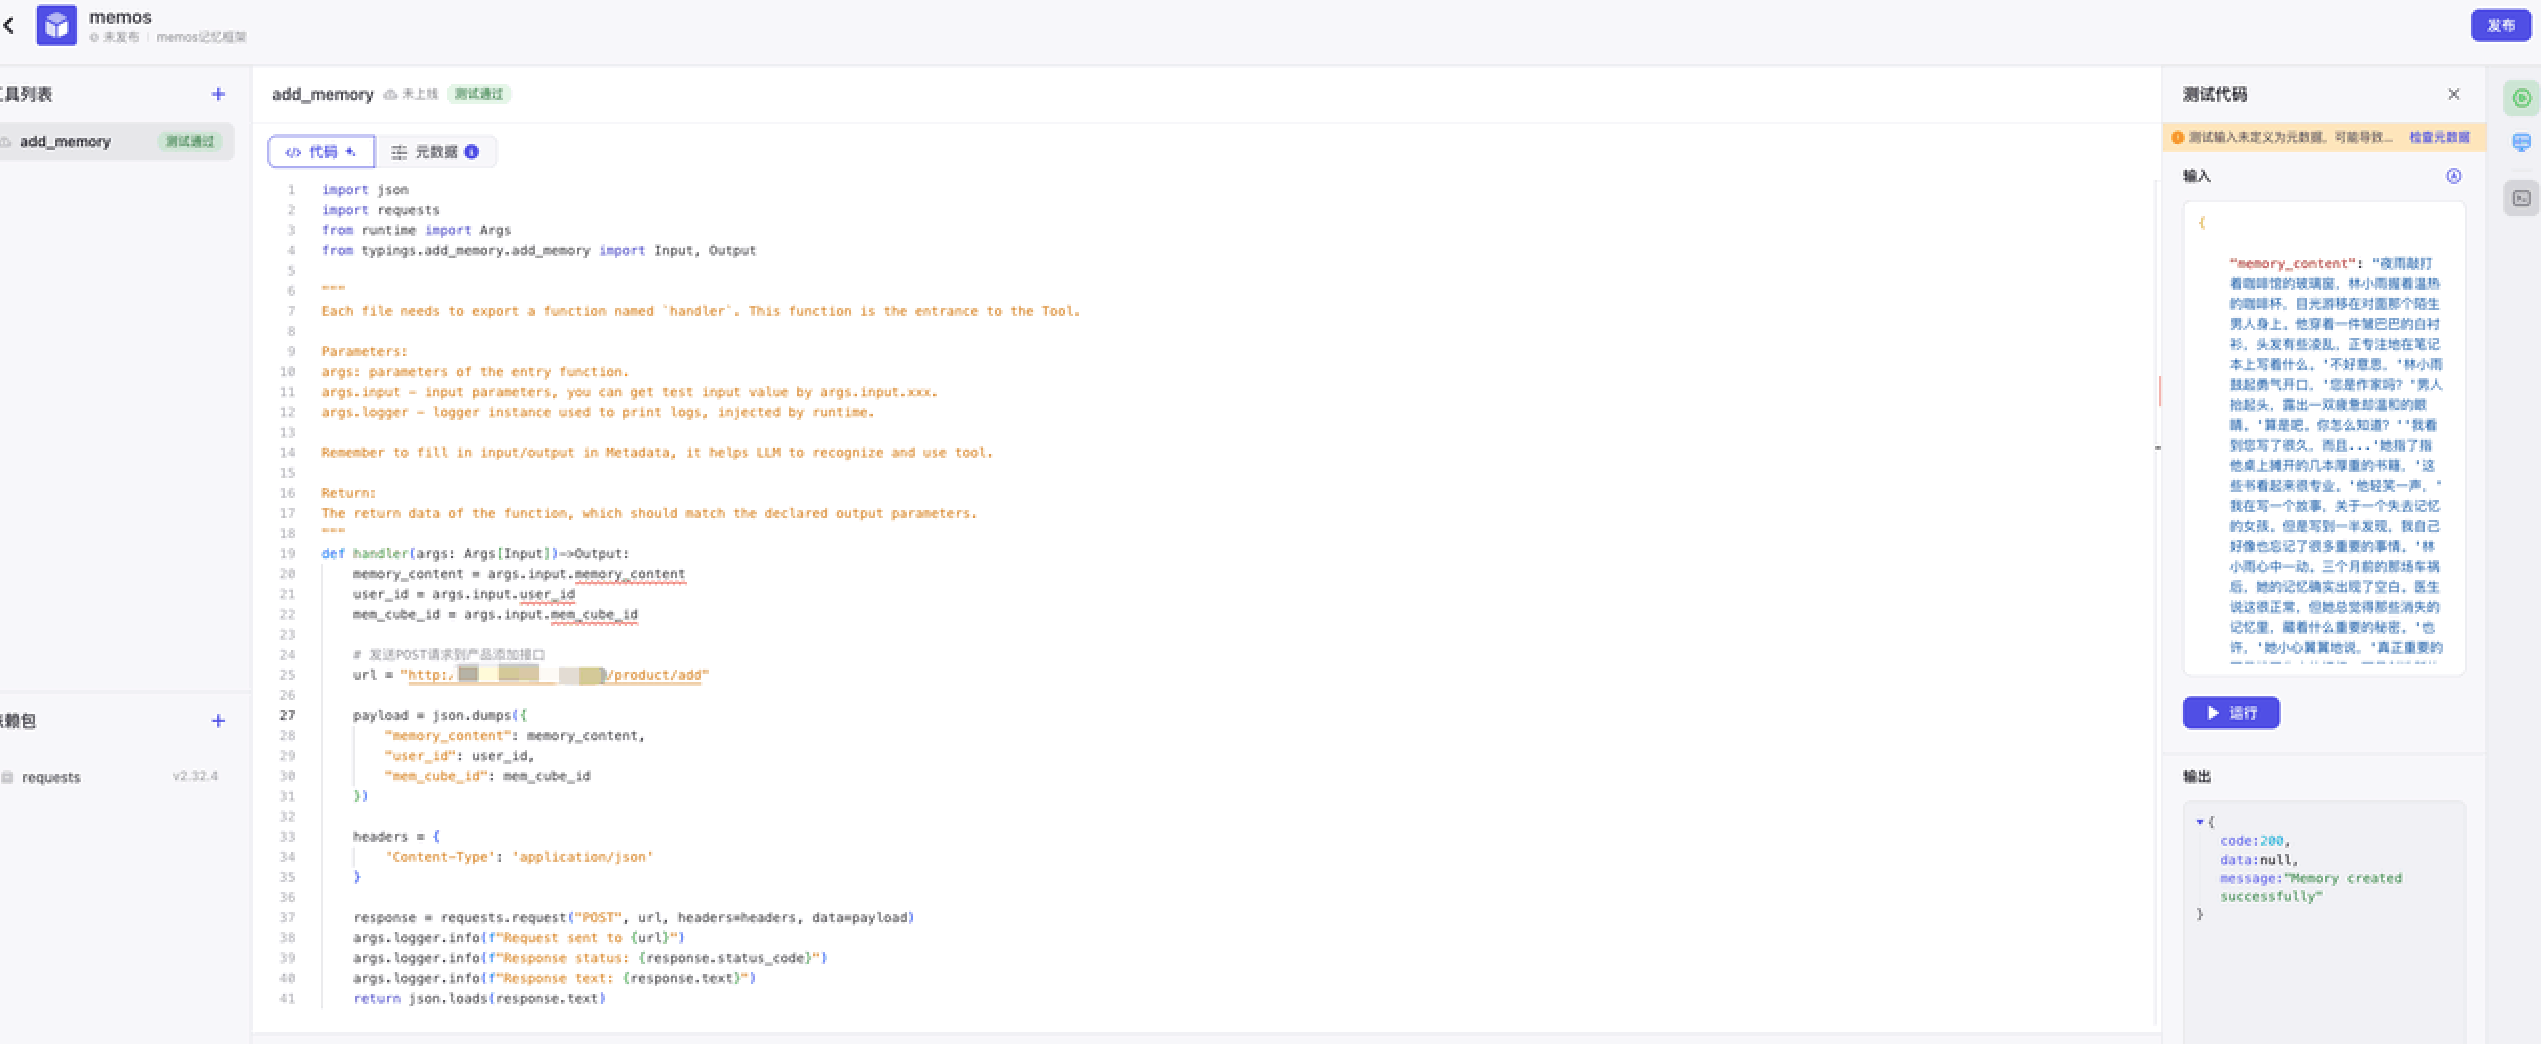 memos
未发布 | memos记忆框架
发布
工具列表
add_memory
测试通过
依赖包
requests
v2.32.4
add_memory 未上线 测试通过
代码
元数据
1 import json
2 import requests
3 from runtime import Args
4 from typings.add_memory.add_memory import Input, Output
5
6 """
7 Each file needs to export a function named `handler`. This function is the entrance to the Tool.
8
9 Parameters:
10 args: parameters of the entry function.
11 args.input - input parameters, you can get test input value by args.input.xxx.
12 args.logger - logger instance used to print logs, injected by runtime.
13
14 Remember to fill in input/output in Metadata, it helps LLM to recognize and use tool.
15
16 Return:
17 The return data of the function, which should match the declared output parameters.
18 """
19 def handler(args: Args[Input])->Output:
20 memory_content = args.input.memory_content
21 user_id = args.input.user_id
22 mem_cube_id = args.input.mem_cube_id
23
24 # 发送POST请求到产品添加接口
25 url = "http:/ /product/add"
26
27 payload = json.dumps({
28 "memory_content": memory_content,
29 "user_id": user_id,
30 "mem_cube_id": mem_cube_id
31 })
32
33 headers = {
34 'Content-Type': 'application/json'
35 }
36
37 response = requests.request("POST", url, headers=headers, data=payload)
38 args.logger.info(f"Request sent to {url}")
39 args.logger.info(f"Response status: {response.status_code}")
40 args.logger.info(f"Response text: {response.text}")
41 return json.loads(response.text)
测试代码
测试输入未定义为元数据，可能导致... 检查元数据
输入
{
"memory_content": "夜雨敲打
着咖啡馆的玻璃窗，林小雨握着温热
的咖啡杯，目光游移在对面那个陌生
男人身上。他穿着一件皱巴巴的白衬
衫，头发有些凌乱，正专注地在笔记
本上写着什么。'不好意思，'林小雨
鼓起勇气开口，'您是作家吗？'男人
抬起头，露出一双疲惫却温和的眼
睛，'算是吧，你怎么知道？''我看
到您写了很久，而且...'她指了指
他桌上摊开的几本厚重的书籍，'这
些书看起来很专业。'他轻笑一声，'
我在写一个故事，关于一个失去记忆
的女孩。但是写到一半发现，我自己
好像也忘记了很多重要的事情。'林
小雨心中一动。三个月前的那场车祸
后，她的记忆确实出现了空白。医生
说这很正常，但她总觉得那些消失的
记忆里，藏着什么重要的秘密。'也
许，'她小心翼翼地说，'真正重要的
运行
输出
{
code:200,
data:null,
message:"Memory created
successfully"
}